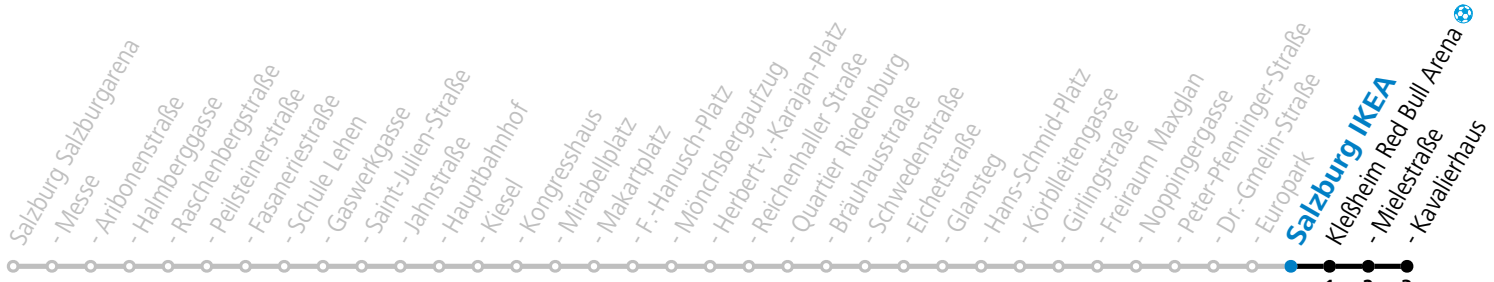 Salzburg Salzburgarena
- Messe
- Aribonenstraße
- Halmberggasse
- Raschenbergstraße
- Peilsteinerstraße
- Fasaneriestraße
- Schule Lehen
- Gaswerkgasse
- Saint-Julien-Straße
- Jahnstraße
- Hauptbahnhof
- Kiesel
- Kongresshaus
- Mirabellplatz
- Makartplatz
- F.-Hanusch-Platz
- Mönchsbergaufzug
- Herbert-v.-Karajan-Platz
- Reichenhaller Straße
- Quartier Riedenburg
- Bräuhausstraße
- Schwedenstraße
- Eichetstraße
- Glansteg
- Hans-Schmid-Platz
- Körblleitengasse
- Girlingstraße
- Freiraum Maxglan
- Noppingergasse
- Peter-Pfenninger-Straße
- Dr.-Gmelin-Straße
- Europark
Salzburg IKEA
Kleßheim Red Bull Arena
- Mielestraße
- Kavalierhaus